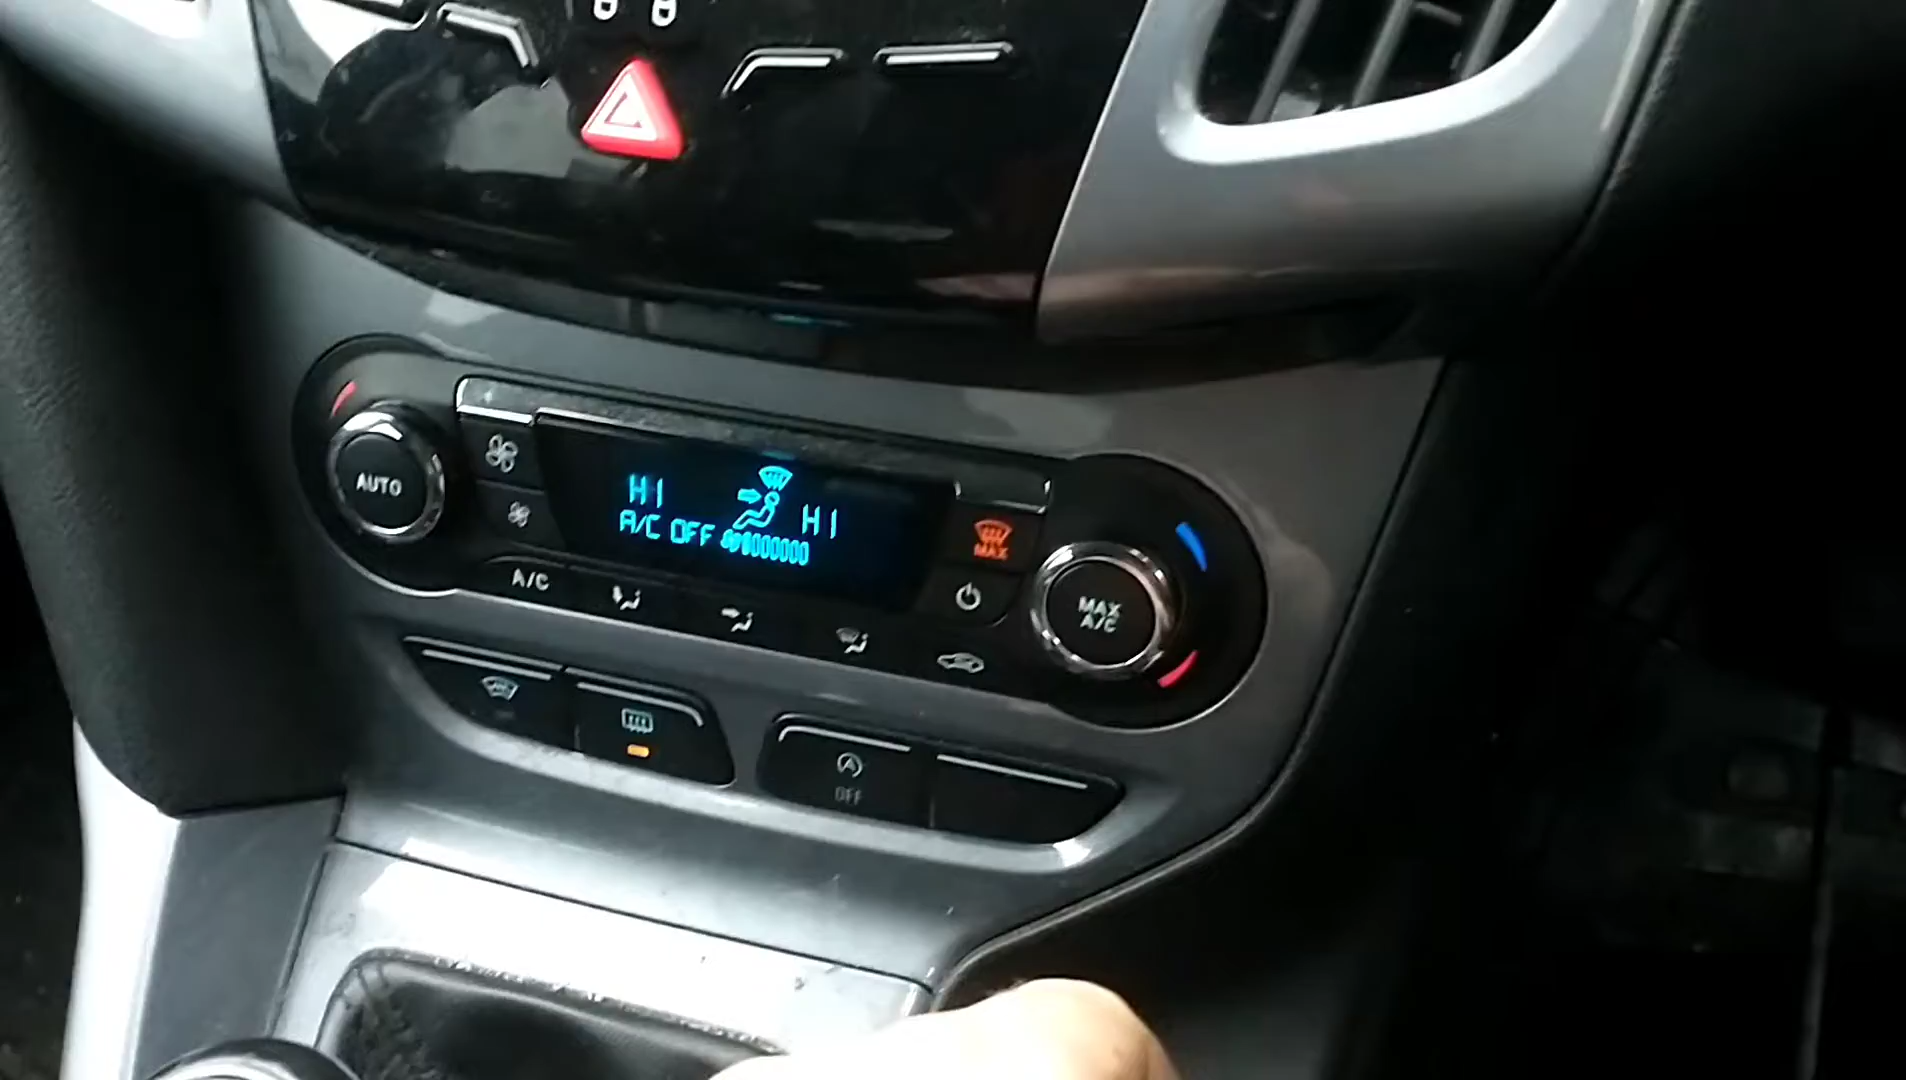 AUTO
HI
HI
A/C OFF
MAX
A/C
MAX
A/C
A
OFF